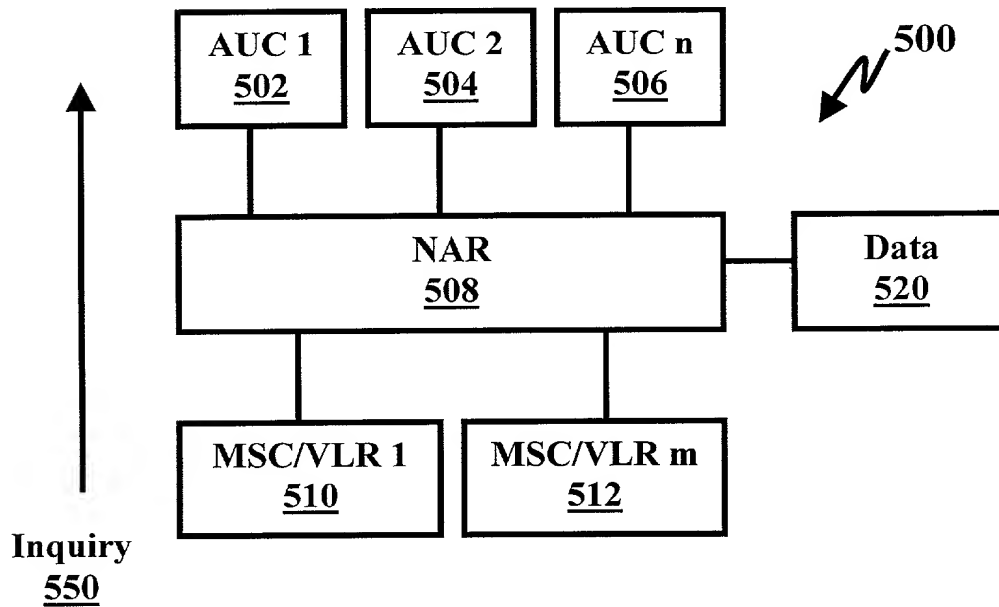 AUC 1
502
AUC 2
504
AUC n
506
500
NAR
508
Data
520
MSC/VLR 1
510
MSC/VLR m
512
Inquiry
550